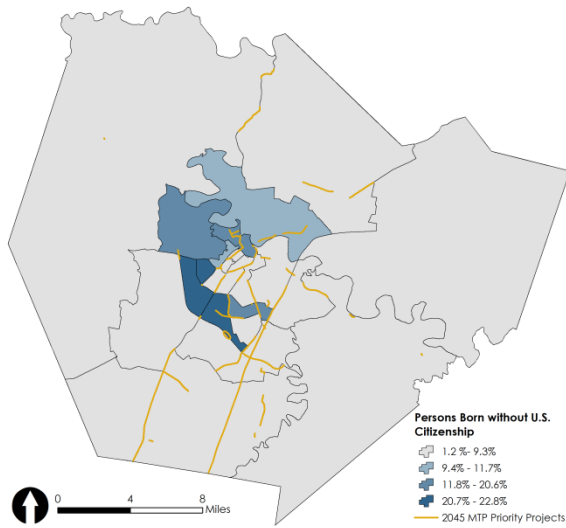 Persons Born without U.S.
Citizenship
1.2 %- 9.3%
9.4% - 11.7%
11.8% - 20.6%
20.7% - 22.8%
2045 MTP Priority Projects
0 4 8
Miles